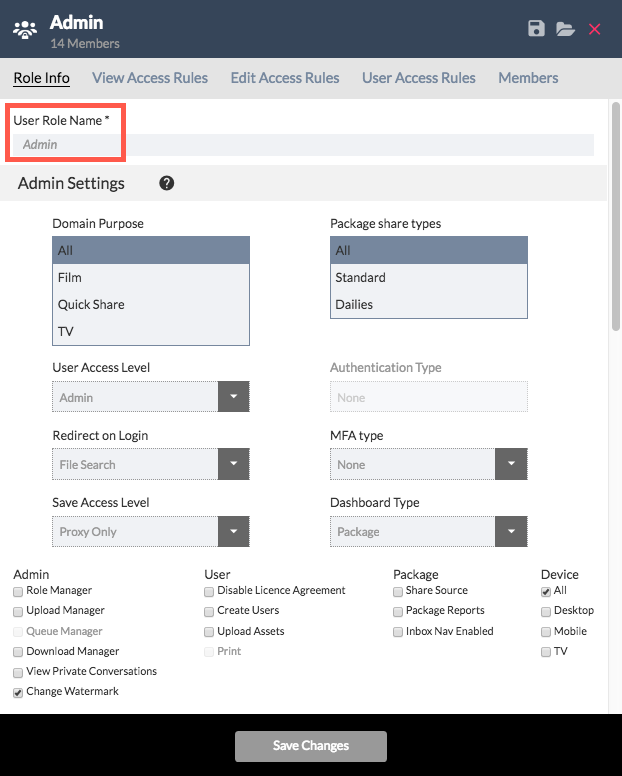 Admin
14 Members
Role Info View Access Rules Edit Access Rules User Access Rules Members
User Role Name *
Admin
Admin Settings ?
Domain Purpose Package share types
All All
Film Standard
Quick Share Dailies
TV
User Access Level Authentication Type
Admin None
Redirect on Login MFA type
File Search None
Save Access Level Dashboard Type
Proxy Only Package
Admin User Package Device
Role Manager Disable Licence Agreement Share Source All
Upload Manager Create Users Package Reports Desktop
Queue Manager Upload Assets Inbox Nav Enabled Mobile
Download Manager Print TV
View Private Conversations
Change Watermark
Save Changes